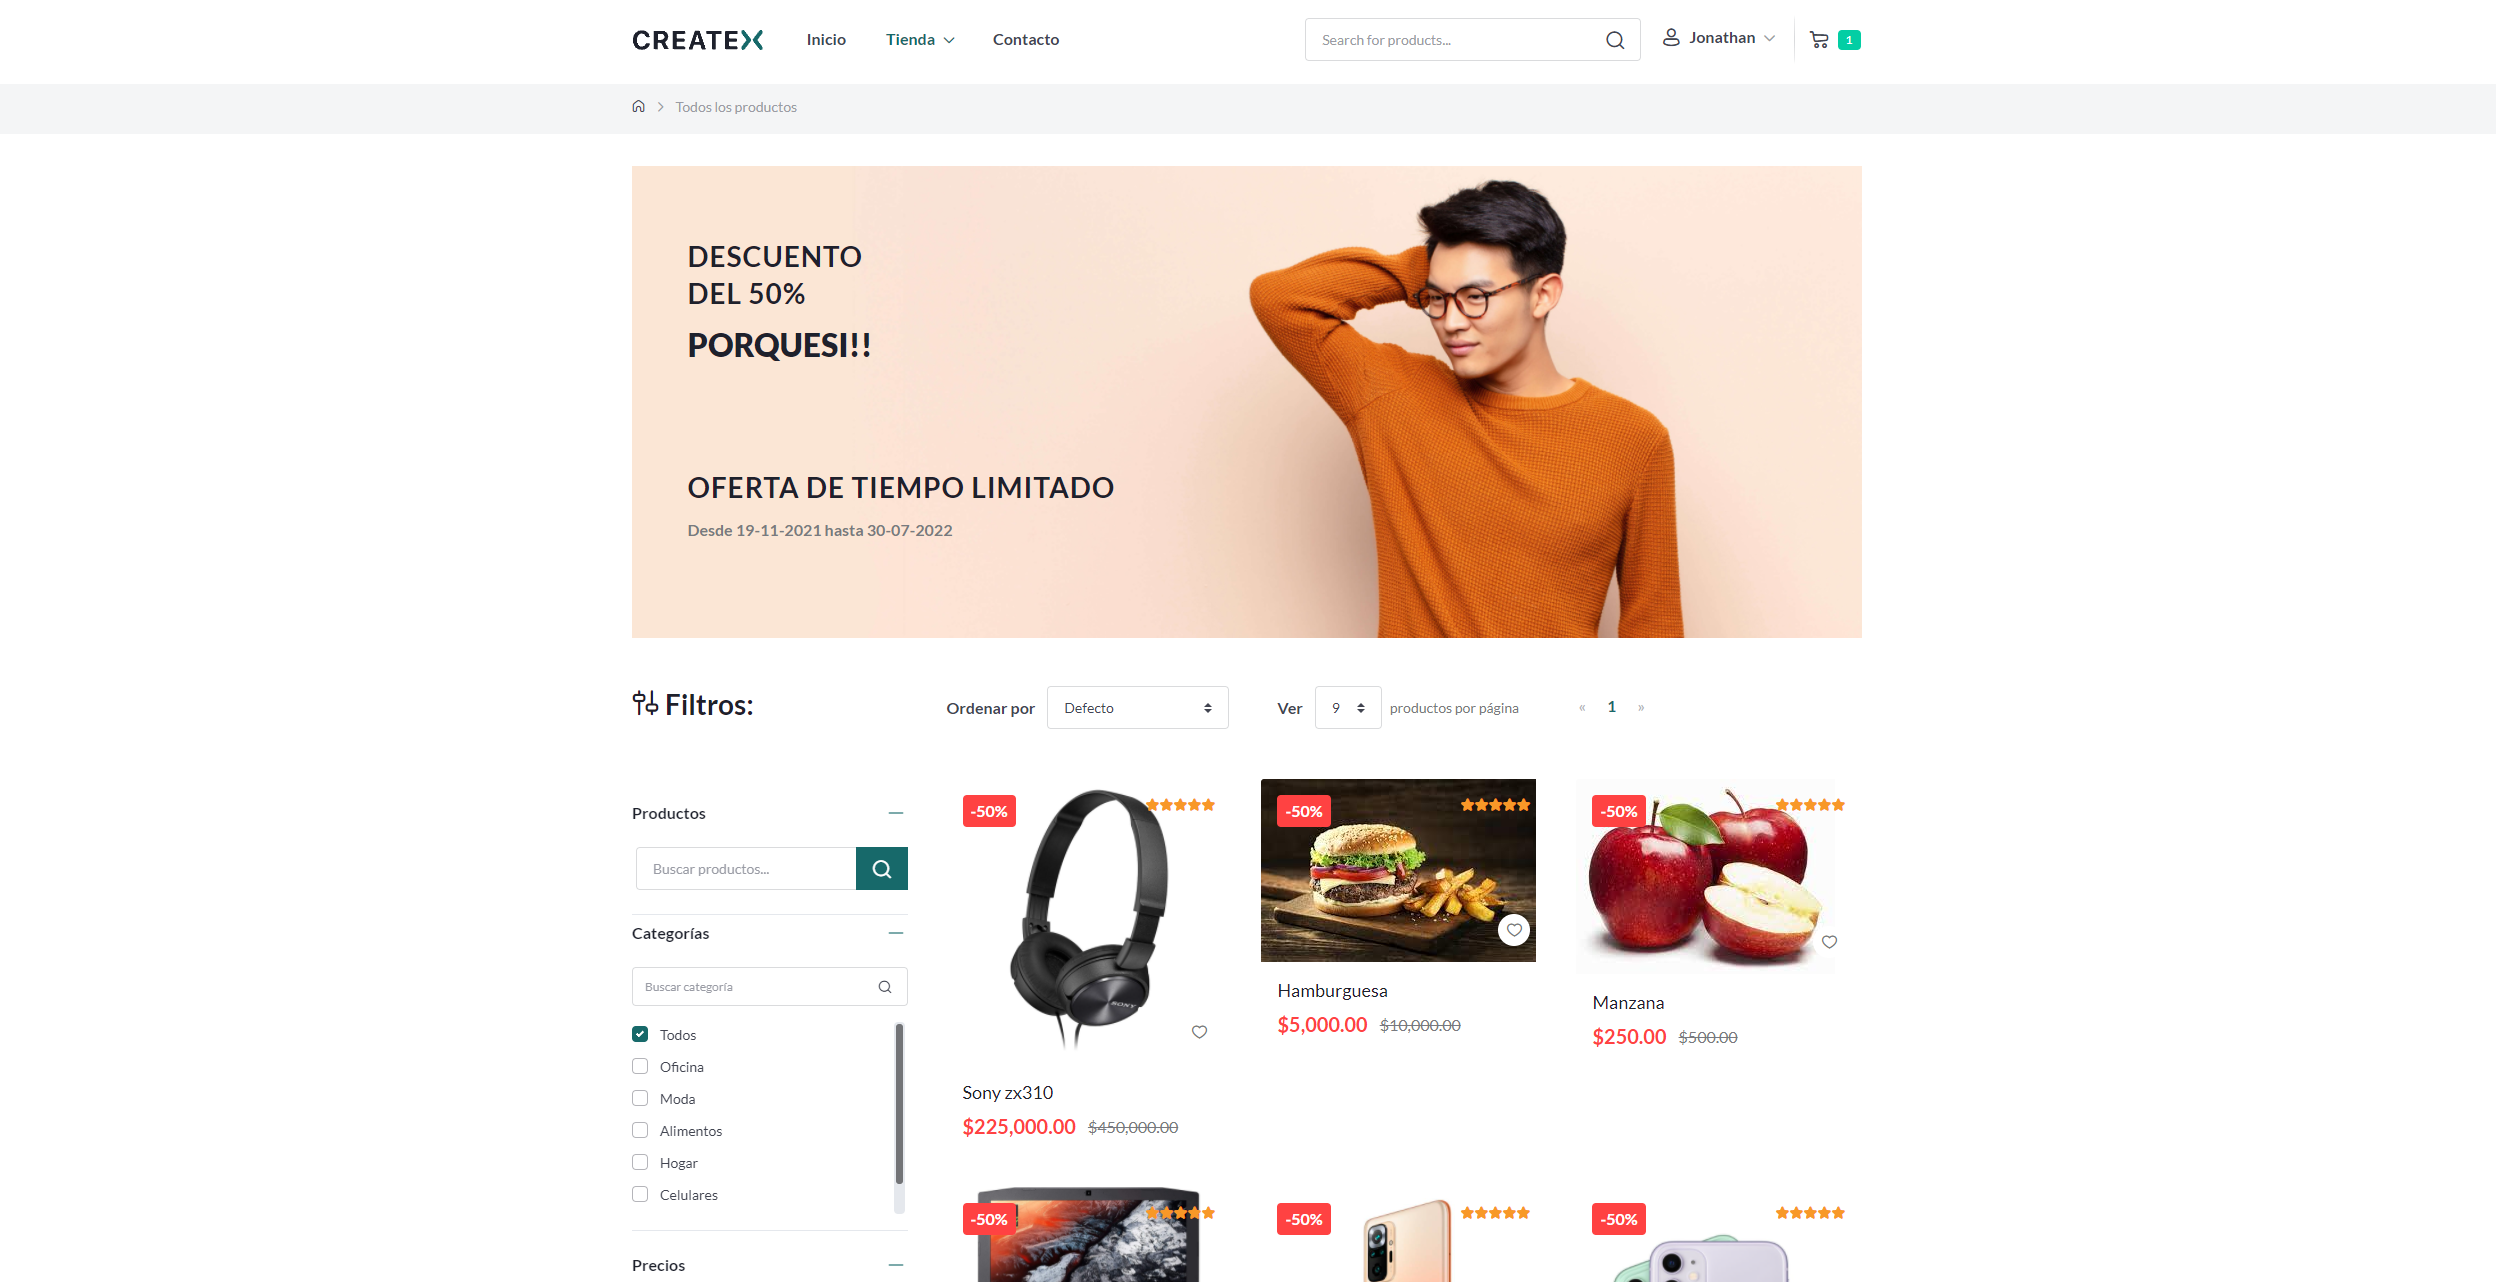 CREATEX
Inicio
Tienda
Contacto
Search for products...
Jonathan
1
Todos los productos
DESCUENTO
DEL 50%
PORQUESI!!
OFERTA DE TIEMPO LIMITADO
Desde 19-11-2021 hasta 30-07-2022
Filtros:
Ordenar por
Defecto
Ver
9
productos por página
« 1 »
Productos
Buscar productos...
Categorías
Buscar categoría
Todos
Oficina
Moda
Alimentos
Hogar
Celulares
Precios
-50%
SONY
Sony zx310
$225,000.00 $450,000.00
-50%
Hamburguesa
$5,000.00 $10,000.00
-50%
Manzana
$250.00 $500.00
-50%
-50%
-50%